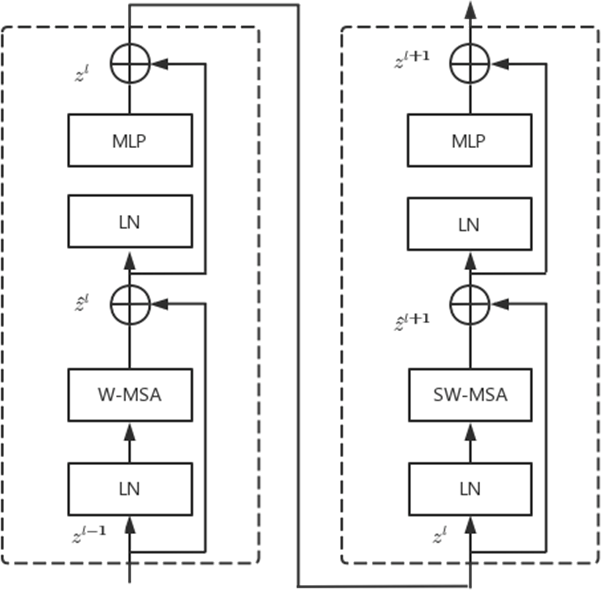 z^l
MLP
LN
ẑ^l
W-MSA
LN
z^{l-1}
z^{l+1}
MLP
LN
ẑ^{l+1}
SW-MSA
LN
z^l